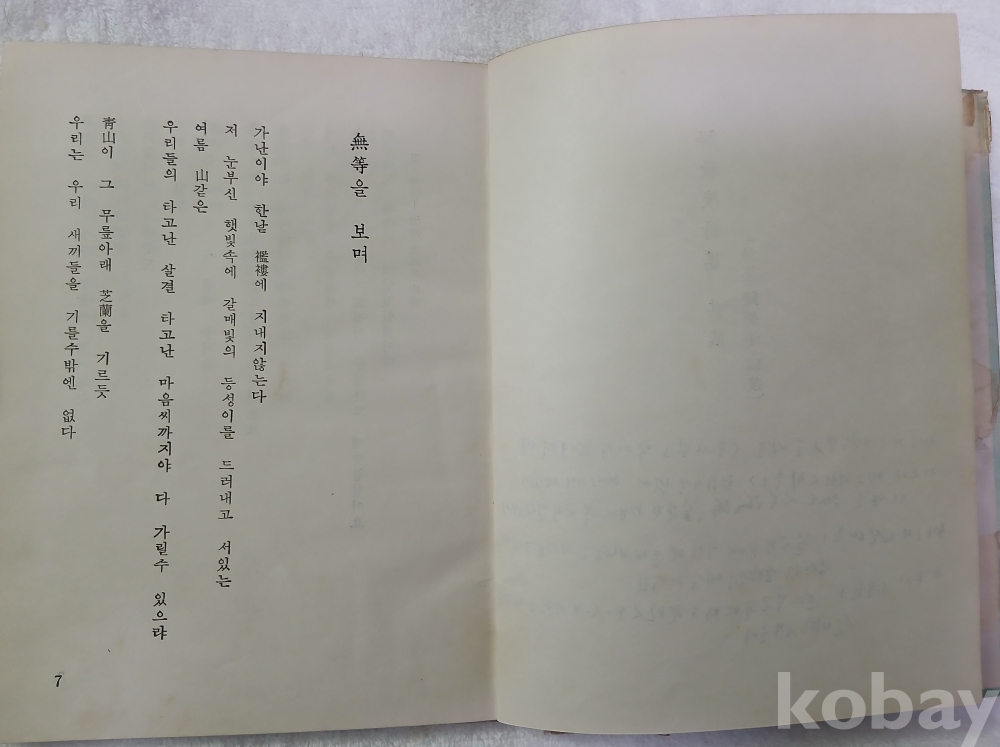 無等을 보며
가난이야 한낱 襤褸에 지내지않는다
저 눈부신 햇빛속에 갈매빛의 등성이를 드러내고 서있는
여름 山같은
우리들의 타고난 살결 타고난 마음씨까지야 다 가릴수 있으랴
靑山이 그 무릎아래 芝蘭을 기르듯
우리는 우리 새끼들을 기를수밖엔 없다
7
kobay